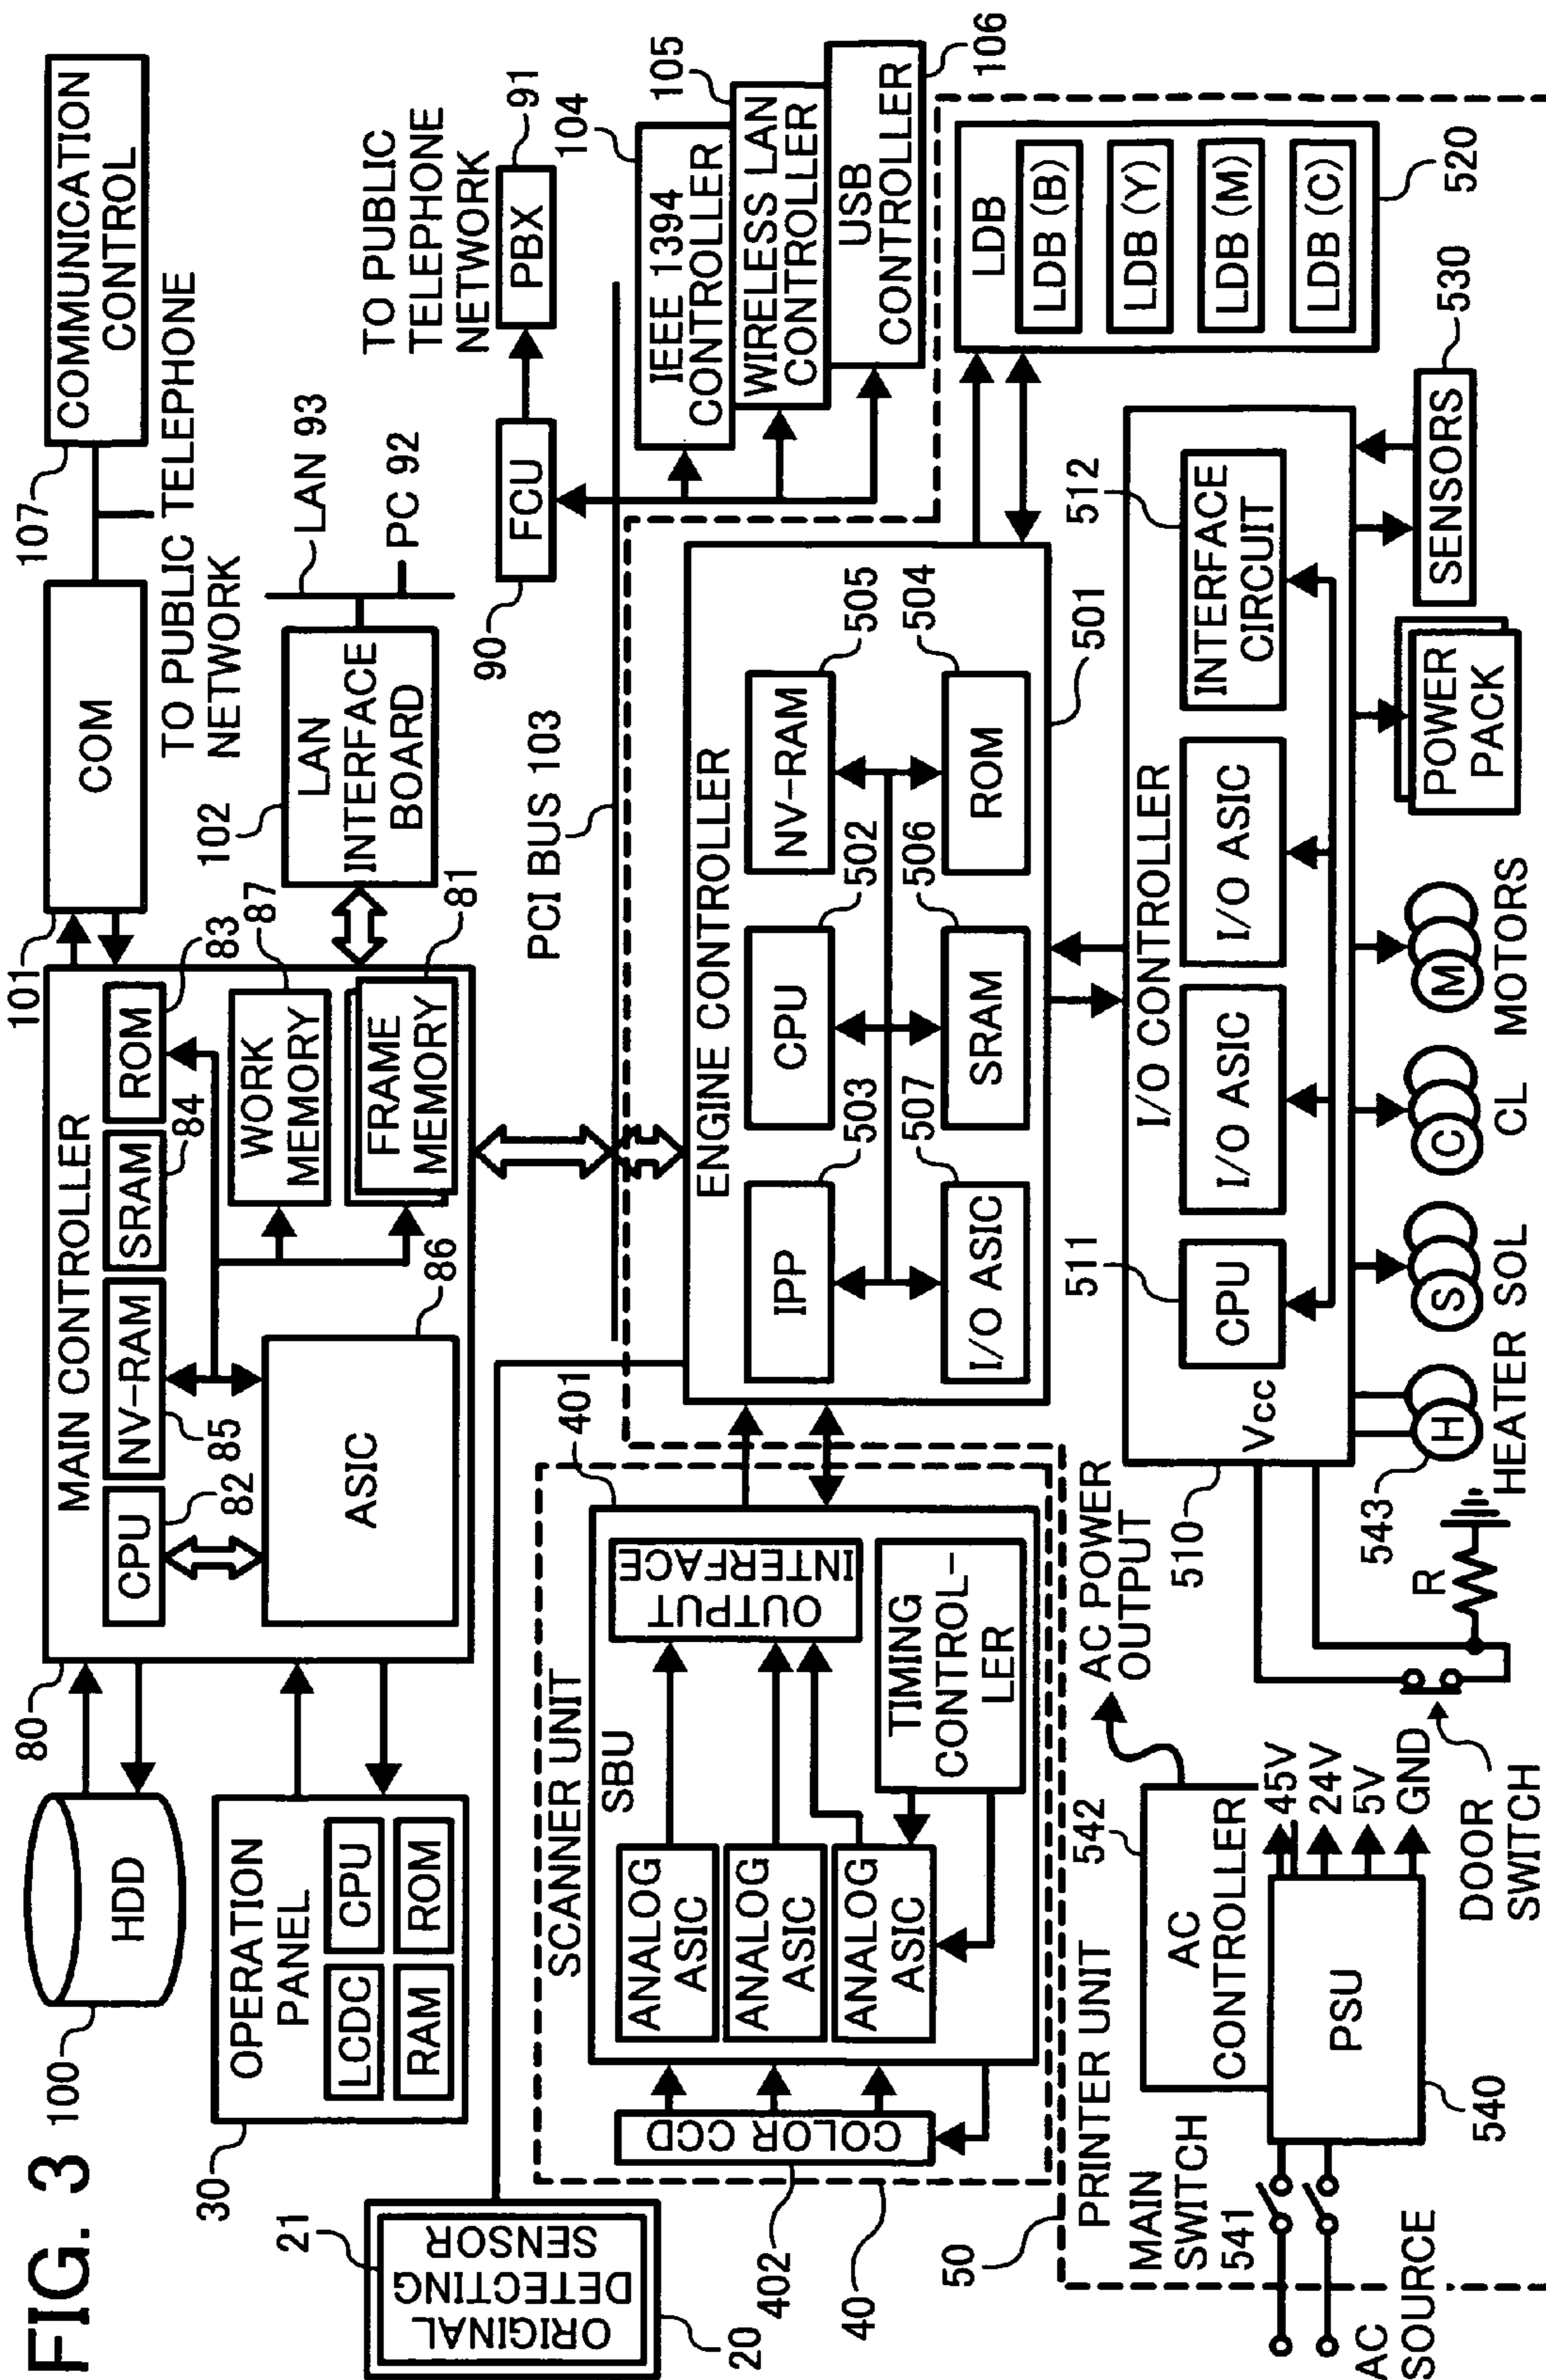 FIG. 3
100
HDD
80
MAIN CONTROLLER
CPU
NV-RAM
SRAM
ROM
82
85
84
83
ASIC
86
WORK
MEMORY
87
FRAME
MEMORY
81
101
COM
107
COMMUNICATION
CONTROL
TO PUBLIC TELEPHONE
NETWORK
102
LAN
INTERFACE
BOARD
LAN 93
PC 92
30
OPERATION
PANEL
LCDC
CPU
RAM
ROM
TO PUBLIC
TELEPHONE
NETWORK
90
FCU
PBX
91
PCI BUS 103
104
IEEE 1394
CONTROLLER
105
WIRELESS LAN
CONTROLLER
USB
CONTROLLER
106
21
ORIGINAL
DETECTING
SENSOR
20
SCANNER UNIT
401
SBU
ANALOG
ASIC
ANALOG
ASIC
ANALOG
ASIC
OUTPUT
INTERFACE
TIMING
CONTROL-
LER
COLOR CCD
402
40
ENGINE CONTROLLER
IPP
503
CPU
502
NV-RAM
505
I/O ASIC
507
SRAM
506
ROM
504
501
LDB
LDB (B)
LDB (Y)
LDB (M)
LDB (C)
520
50
PRINTER UNIT
MAIN
SWITCH
541
AC
SOURCE
AC
CONTROLLER
542
AC POWER
OUTPUT
PSU
540
45V
24V
5V
GND
DOOR
SWITCH
R
510
I/O CONTROLLER
Vcc
511
CPU
I/O ASIC
I/O ASIC
INTERFACE
CIRCUIT
512
543
H
HEATER
S
SOL
C
CL
M
MOTORS
POWER
PACK
SENSORS
530